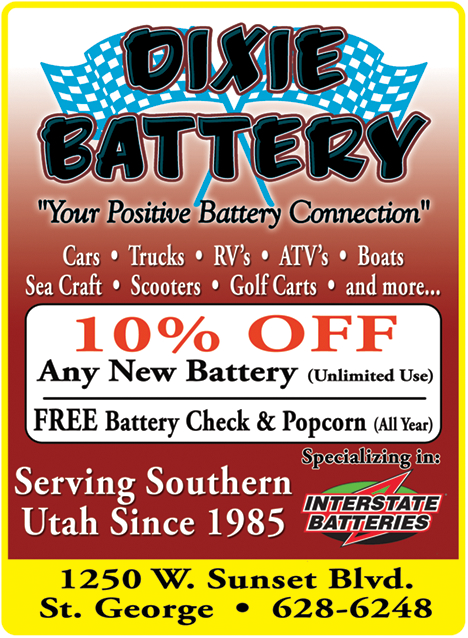 DIXIE
BATTERY
"Your Positive Battery Connection"
Cars • Trucks • RV's • ATV's • Boats
Sea Craft • Scooters • Golf Carts • and more...
10% OFF
Any New Battery (Unlimited Use)
FREE Battery Check & Popcorn (All Year)
Specializing in:
Serving Southern
Utah Since 1985
INTERSTATE
BATTERIES
1250 W. Sunset Blvd.
St. George • 628-6248